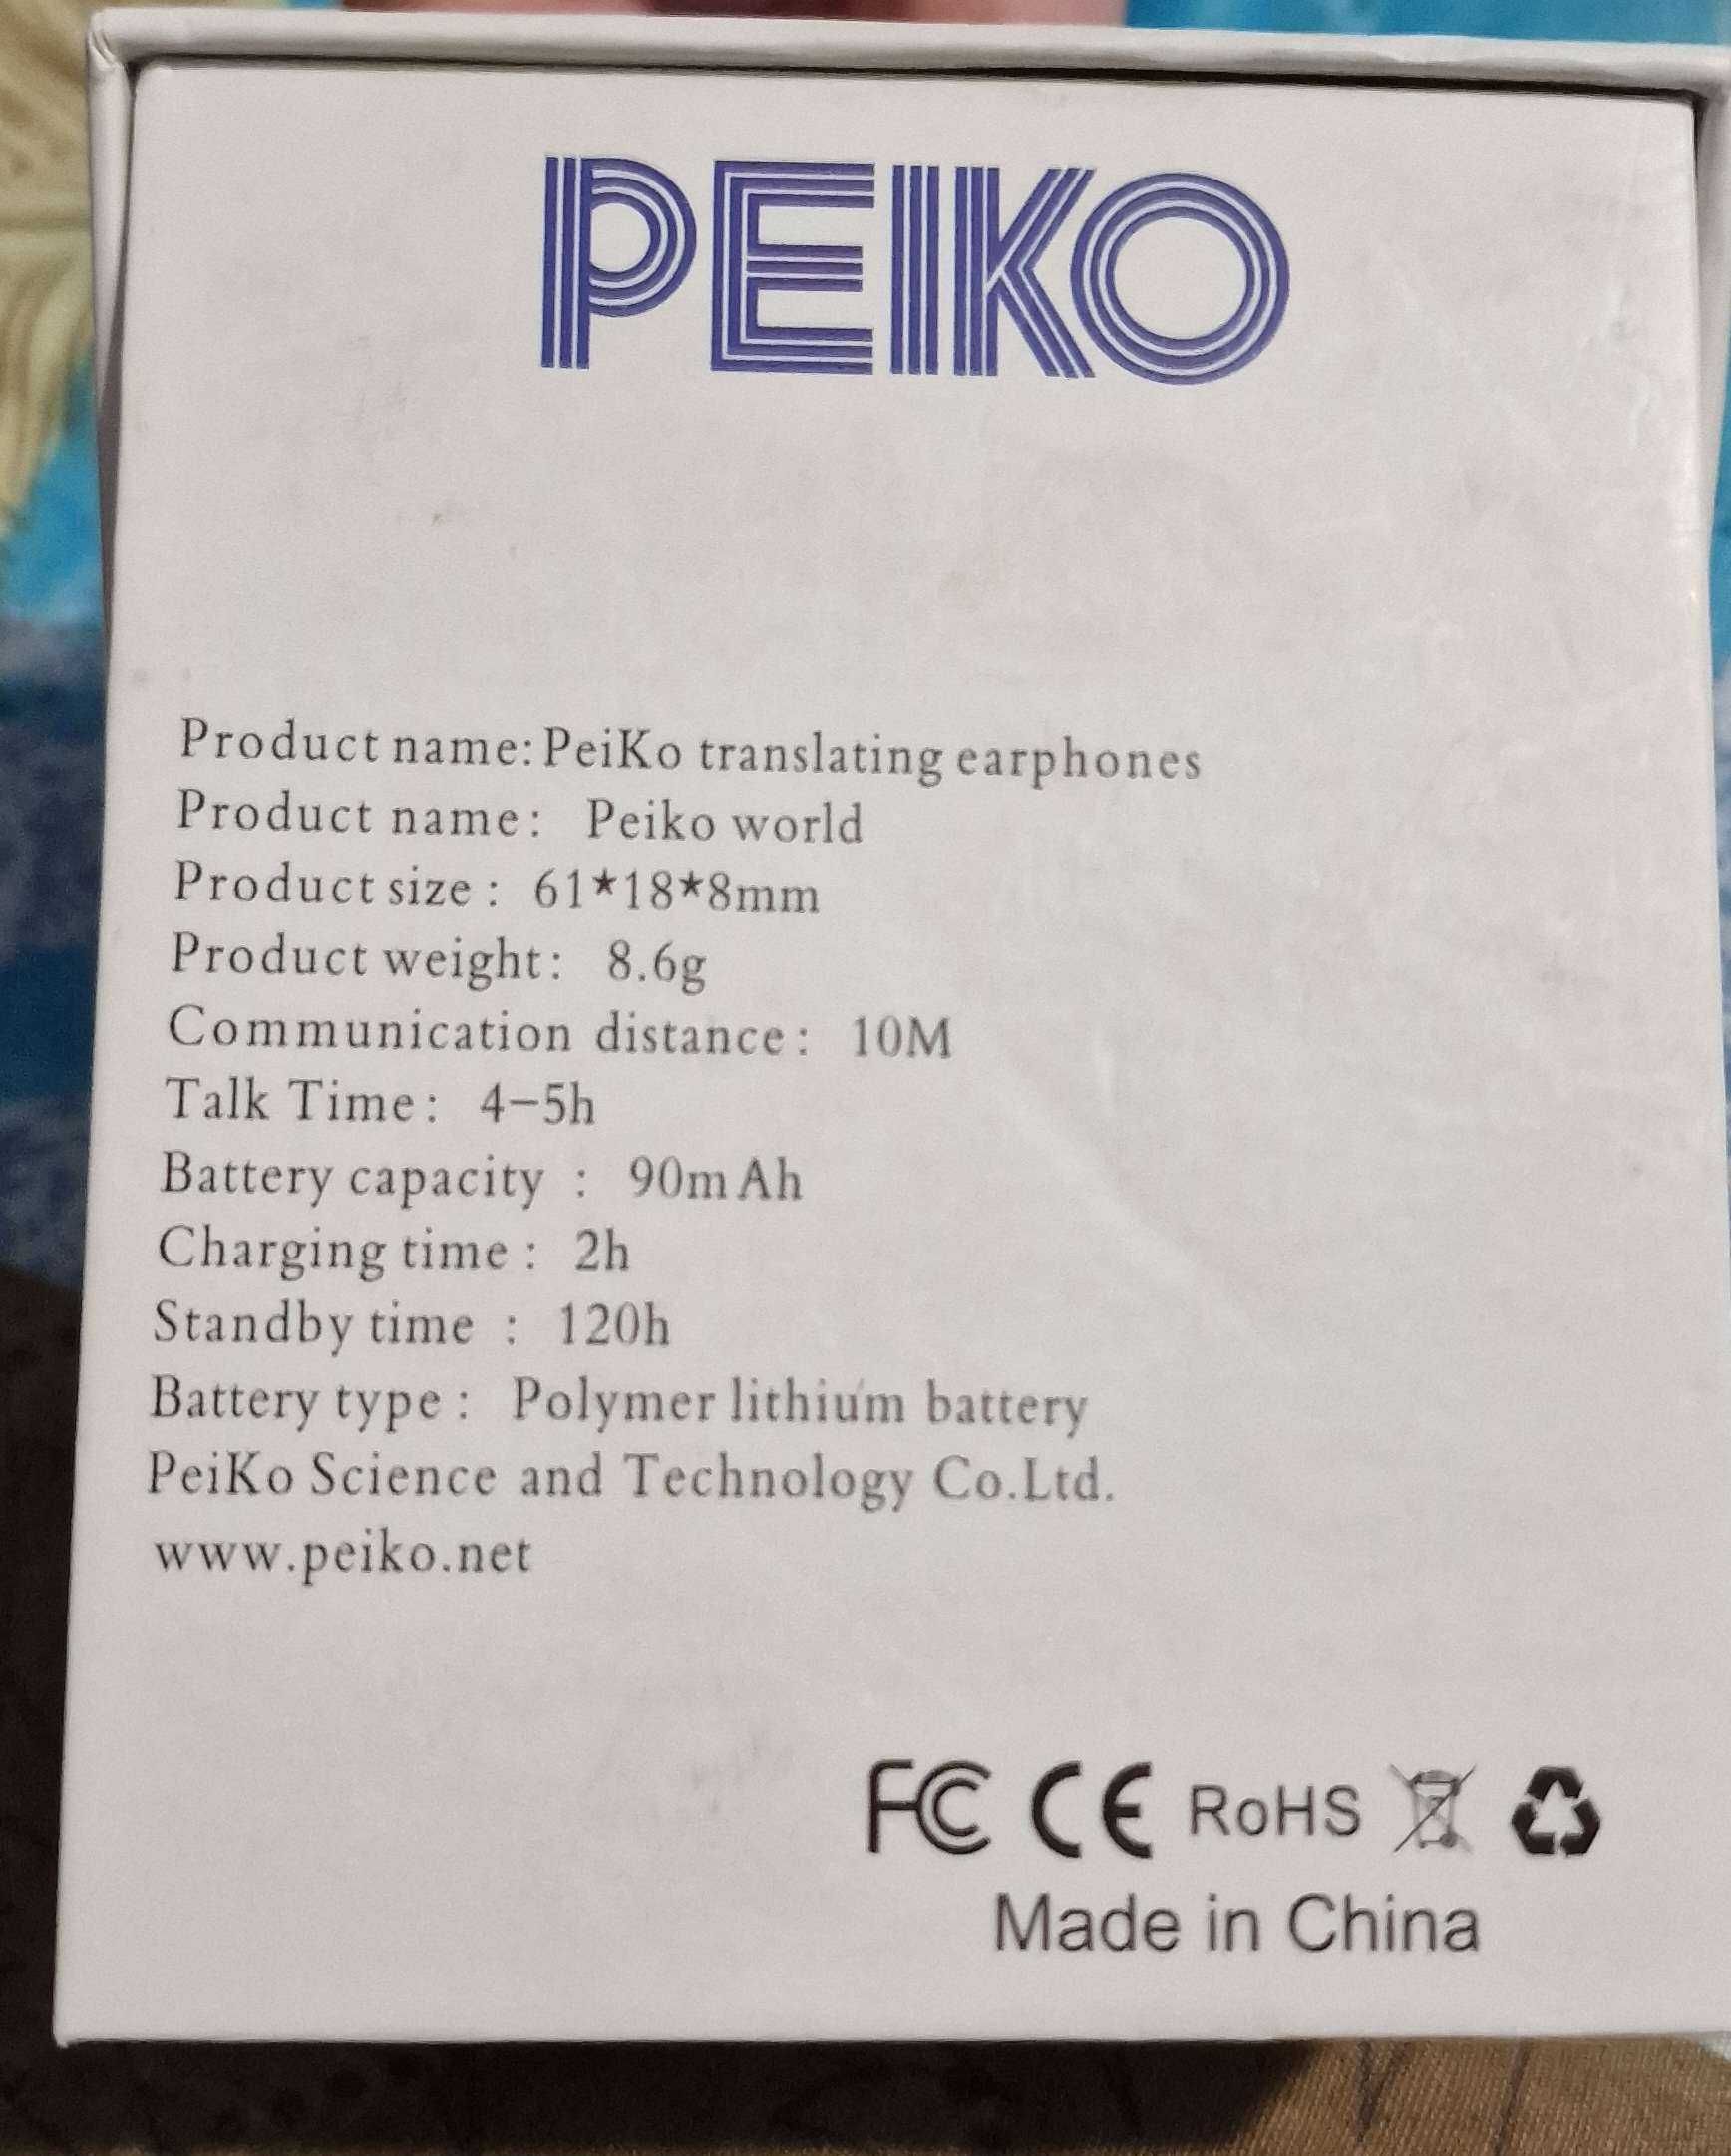 PEIKO
Product name:PeiKo translating earphones
Product name: Peiko world
Product size: 61*18*8mm
Product weight: 8.6g
Communication distance: 10M
Talk Time: 4-5h
Battery capacity : 90mAh
Charging time: 2h
Standby time : 120h
Battery type: Polymer lithium battery
PeiKo Science and Technology Co.Ltd.
www.peiko.net
FC CE RoHS
Made in China